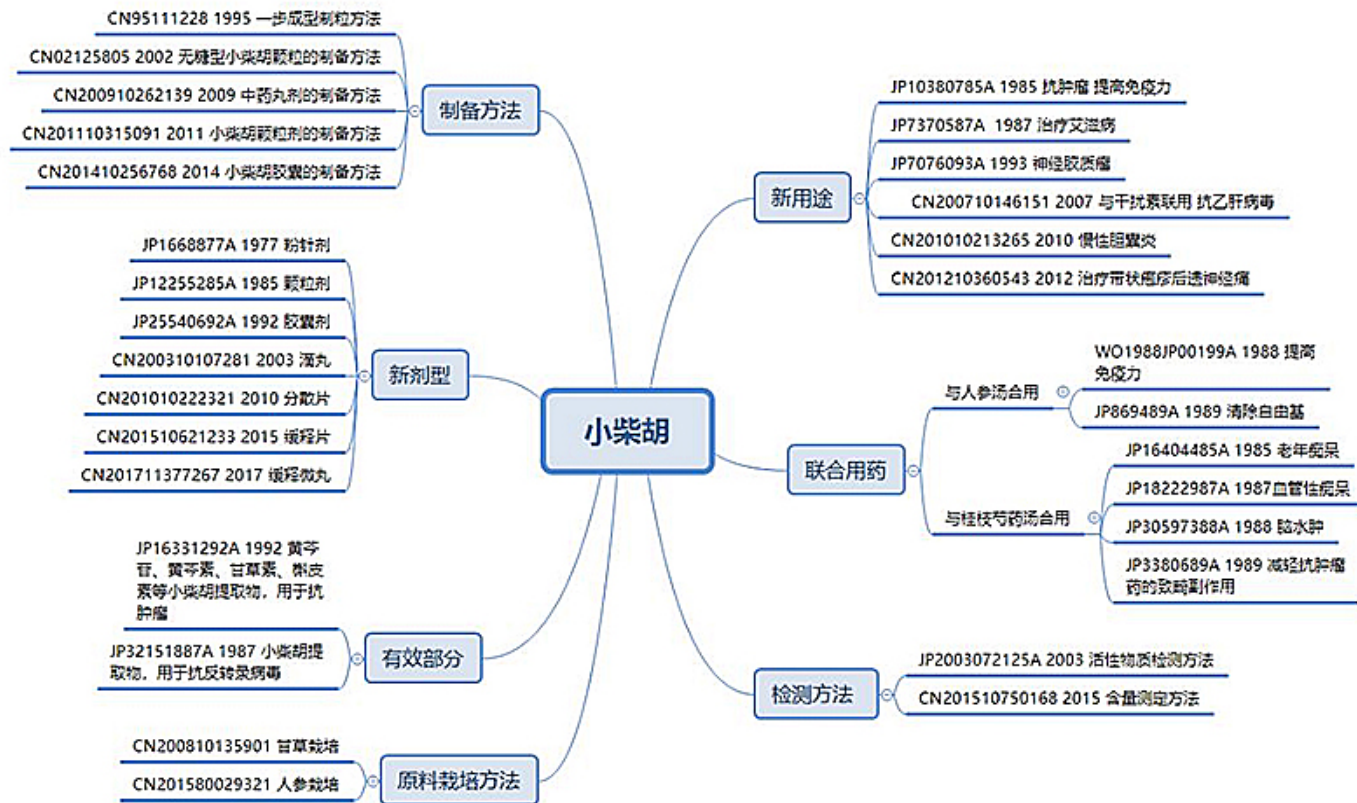 小柴胡
制备方法
CN95111228 1995 一步成型制粒方法
CN02125805 2002 无糖型小柴胡颗粒的制备方法
CN200910262139 2009 中药丸剂的制备方法
CN201110315091 2011 小柴胡颗粒剂的制备方法
CN201410256768 2014 小柴胡胶囊的制备方法
新剂型
JP1668877A 1977 粉针剂
JP12255285A 1985 颗粒剂
JP25540692A 1992 胶囊剂
CN200310107281 2003 滴丸
CN201010222321 2010 分散片
CN201510621233 2015 缓释片
CN201711377267 2017 缓释微丸
有效部分
JP16331292A 1992 黄芩
苷、黄芩素、甘草素、槲皮
素等小柴胡提取物，用于抗
肿瘤
JP32151887A 1987 小柴胡提
取物，用于抗反转录病毒
原料栽培方法
CN200810135901 甘草栽培
CN201580029321 人参栽培
新用途
JP10380785A 1985 抗肿瘤 提高免疫力
JP7370587A 1987 治疗艾滋病
JP7076093A 1993 神经胶质瘤
CN200710146151 2007 与干扰素联用 抗乙肝病毒
CN201010213265 2010 慢性胆囊炎
CN201210360543 2012 治疗带状疱疹后遗神经痛
联合用药
与人参汤合用
WO1988JP00199A 1988 提高
免疫力
JP869489A 1989 清除自由基
与桂枝芍药汤合用
JP16404485A 1985 老年痴呆
JP18222987A 1987血管性痴呆
JP30597388A 1988 脑水肿
JP3380689A 1989 减轻抗肿瘤
药的致畸副作用
检测方法
JP2003072125A 2003 活性物质检测方法
CN201510750168 2015 含量测定方法